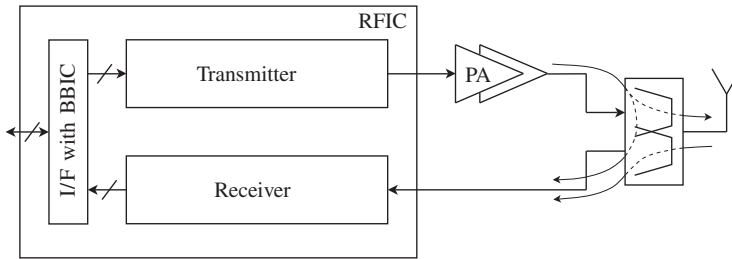 RFIC
I/F with BBIC
Transmitter
PA
Receiver